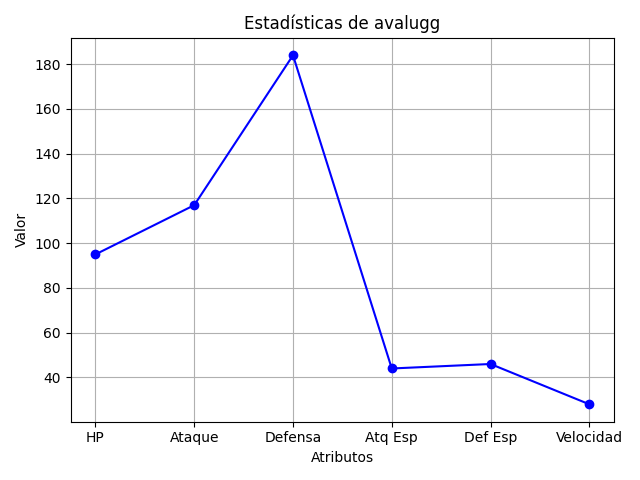 Estadísticas de avalugg
Valor
180
160
140
120
100
80
60
40
HP Ataque Defensa Atq Esp Def Esp Velocidad
Atributos